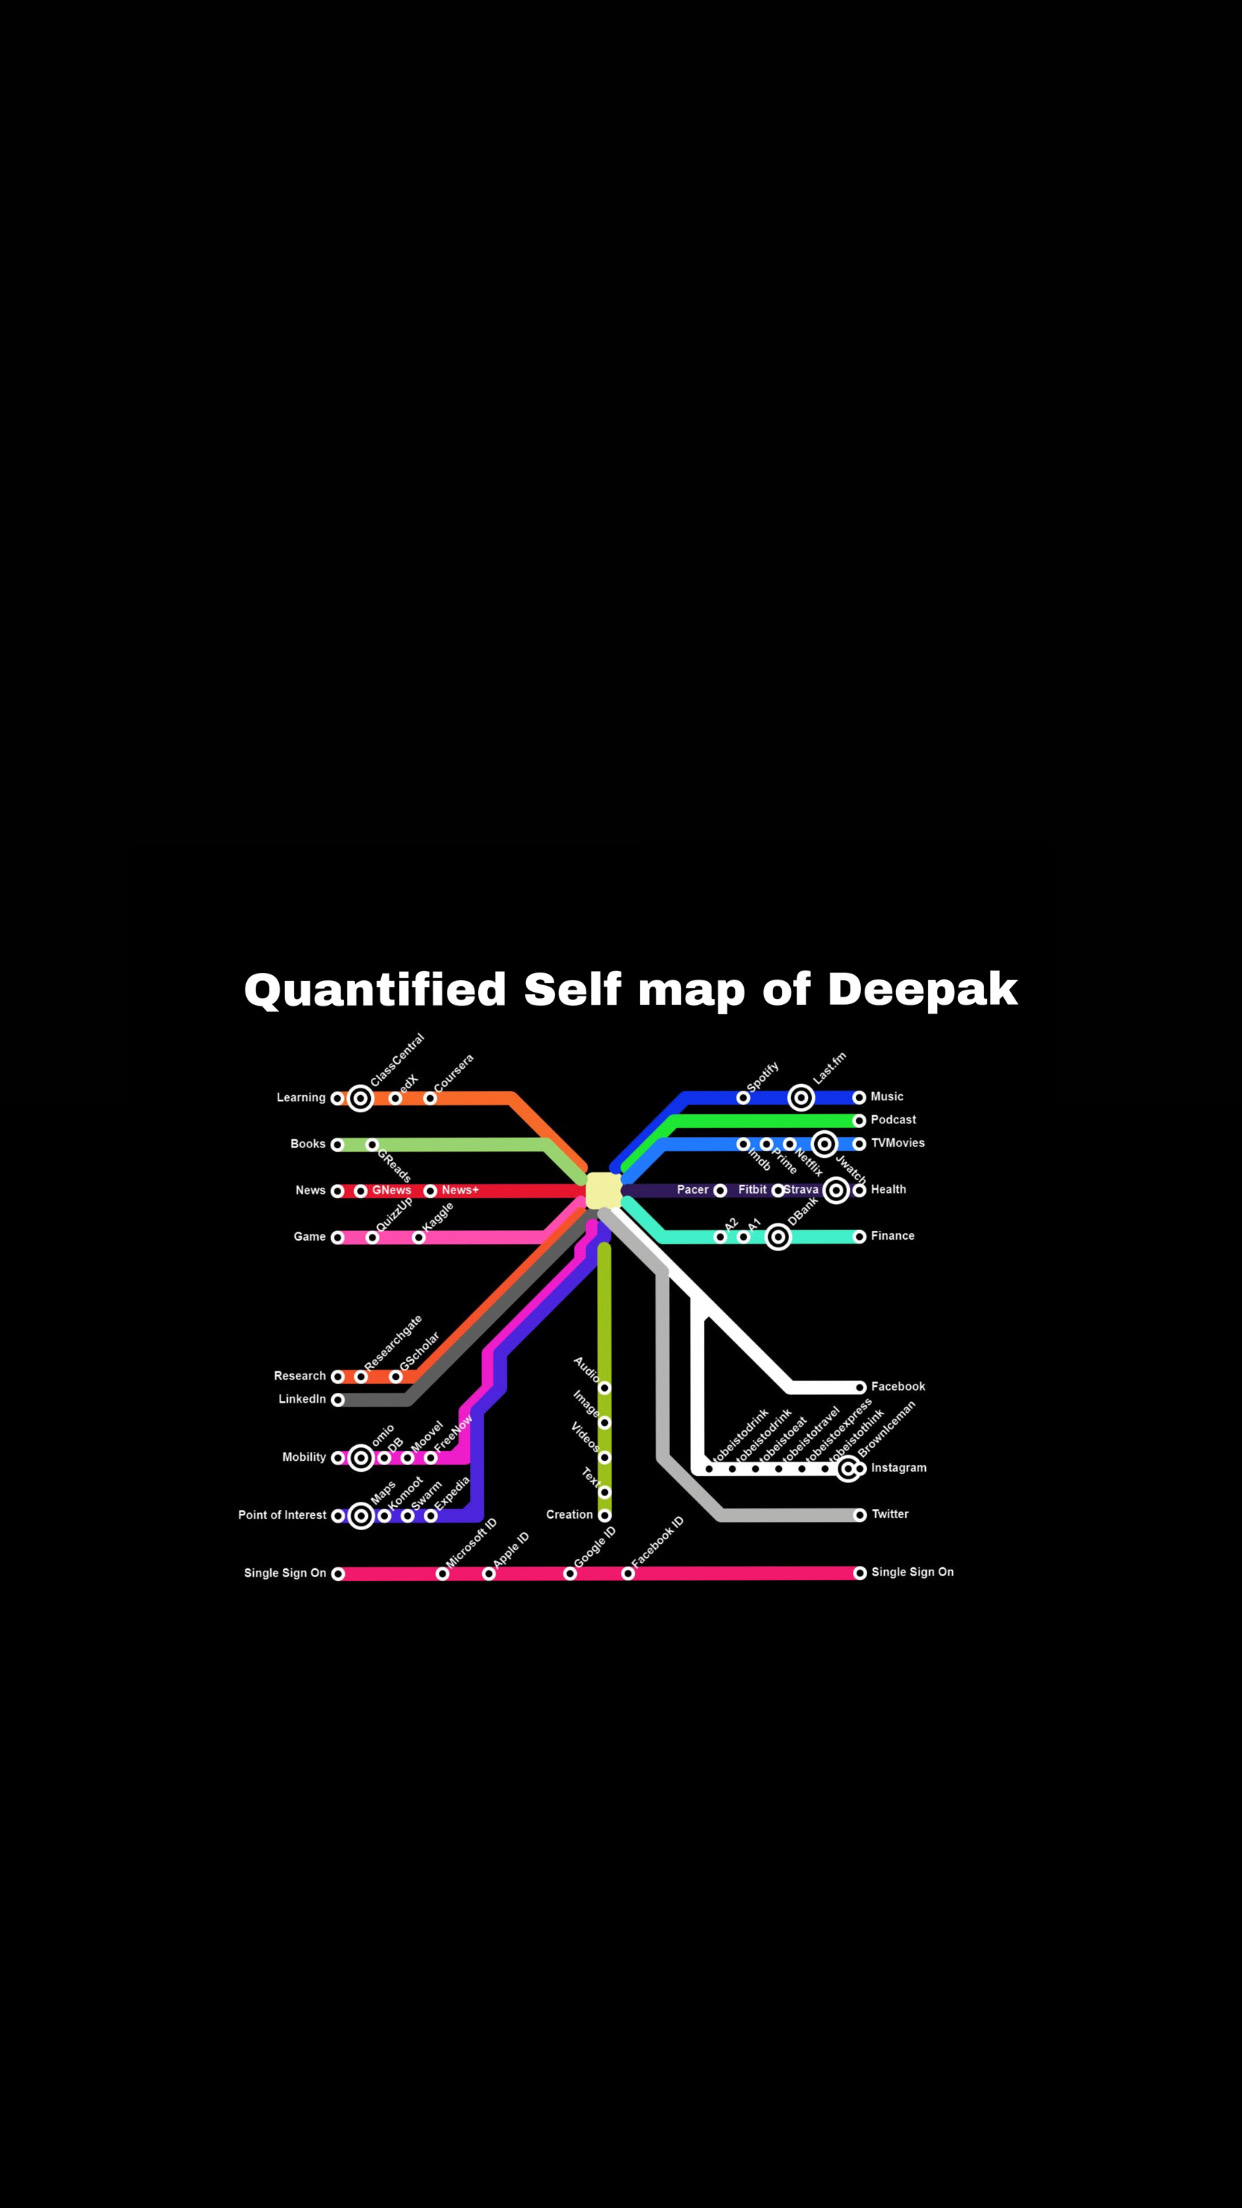 Quantified Self map of Deepak
Learning
ClassCentral
edX
Coursera
Books
GReads
News
GNews
News+
Game
QuizzUp
Kaggle
Research
Researchgate
GScholar
LinkedIn
Mobility
omio
DB
Moovel
FreeNow
Point of Interest
Maps
Komoot
Swarm
Expedia
Spotify
Last.fm
Music
Podcast
Imdb
Prime
Netflix
Jwatch
TVMovies
Pacer
Fitbit
Strava
Health
A2
A1
DBank
Finance
Audio
Image
Videos
Text
Creation
Facebook
tobeistodrink
tobeistodrink
tobeistoeat
tobeistotravel
tobeistoexpress
tobeistothink
BrownIceman
Instagram
Twitter
Single Sign On
Microsoft ID
Apple ID
Google ID
Facebook ID
Single Sign On